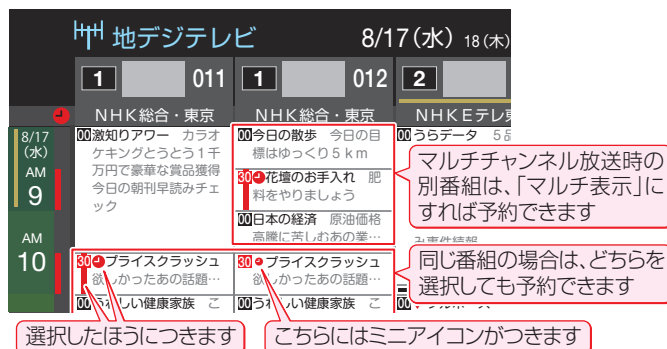 地デジテレビ 8/17(水) 18(木)
1 011 1 012 2
NHK総合・東京 NHK総合・東京 NHKEテレ東
8/17
(水)
AM
9
AM
10
00激知りアワー カラオ
ケキングとうとう1千
万円で豪華な賞品獲得
今日の朝刊早読みチェ
ック
30プライスクラッシュ
欲しかったあの話題…
00うれしい健康家族 こ
00今日の散歩 今日の目
標はゆっくり5km
30花壇のお手入れ 肥
料をやりましょう
00日本の経済 原油価格
高騰に苦しむあの業…
30プライスクラッシュ
欲しかったあの話題…
00うれしい健康家族 こ
00うらデータ 5品
マルチチャンネル放送時の
別番組は、「マルチ表示」に
すれば予約できます
同じ番組の場合は、どちらを
選択しても予約できます
選択したほうにつきます
こちらにはミニアイコンがつきます